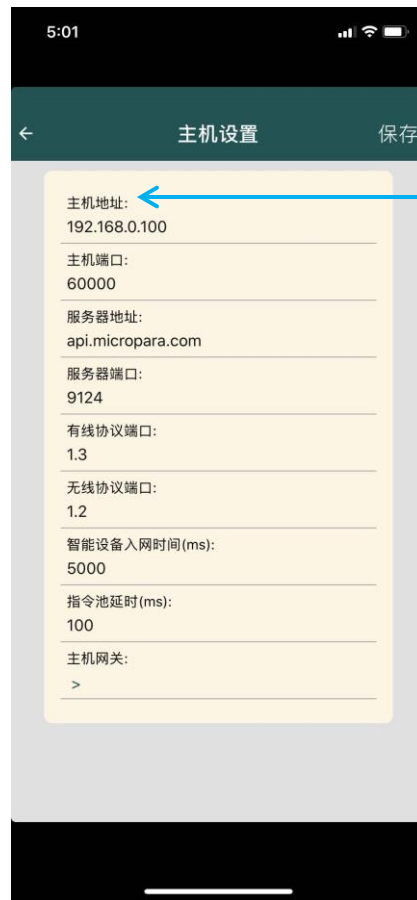 5:01
主机设置
保存
主机地址:
192.168.0.100
主机端口:
60000
服务器地址:
api.micropara.com
服务器端口:
9124
有线协议端口:
1.3
无线协议端口:
1.2
智能设备入网时间(ms):
5000
指令池延时(ms):
100
主机网关:
>